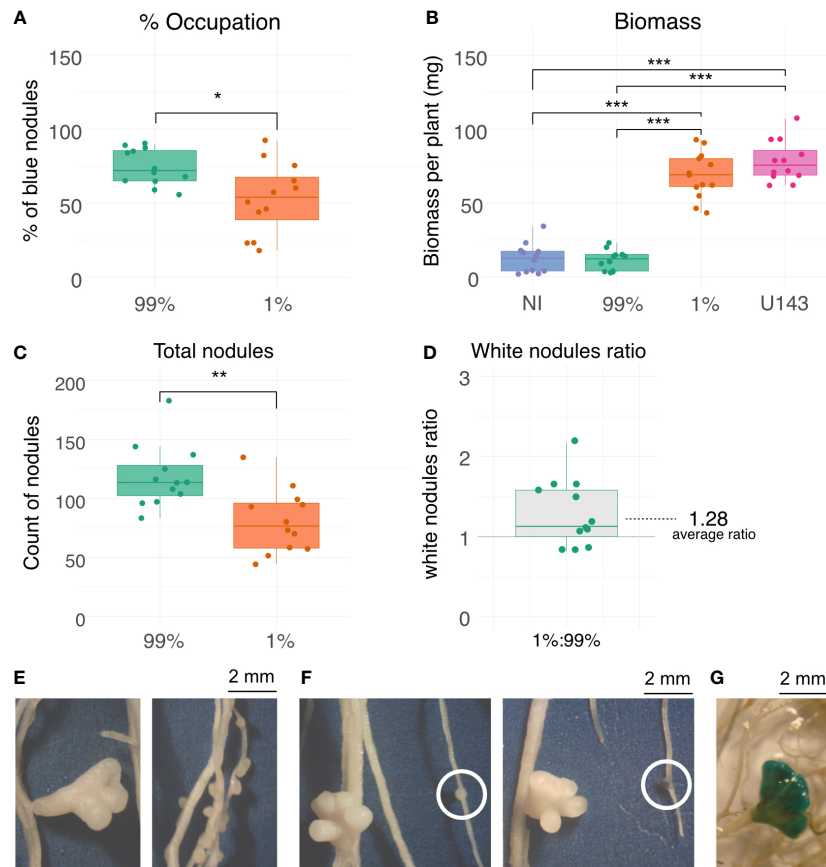 A
% Occupation
% of blue nodules
150
100
50
0
*
99%
1%
B
Biomass
Biomass per plant (mg)
150
100
50
0
***
***
***
***
NI
99%
1%
U143
C
Total nodules
Count of nodules
200
150
100
50
0
**
99%
1%
D
White nodules ratio
white nodules ratio
3
2
1
0
1.28
average ratio
1%:99%
E
2 mm
F
2 mm
G
2 mm